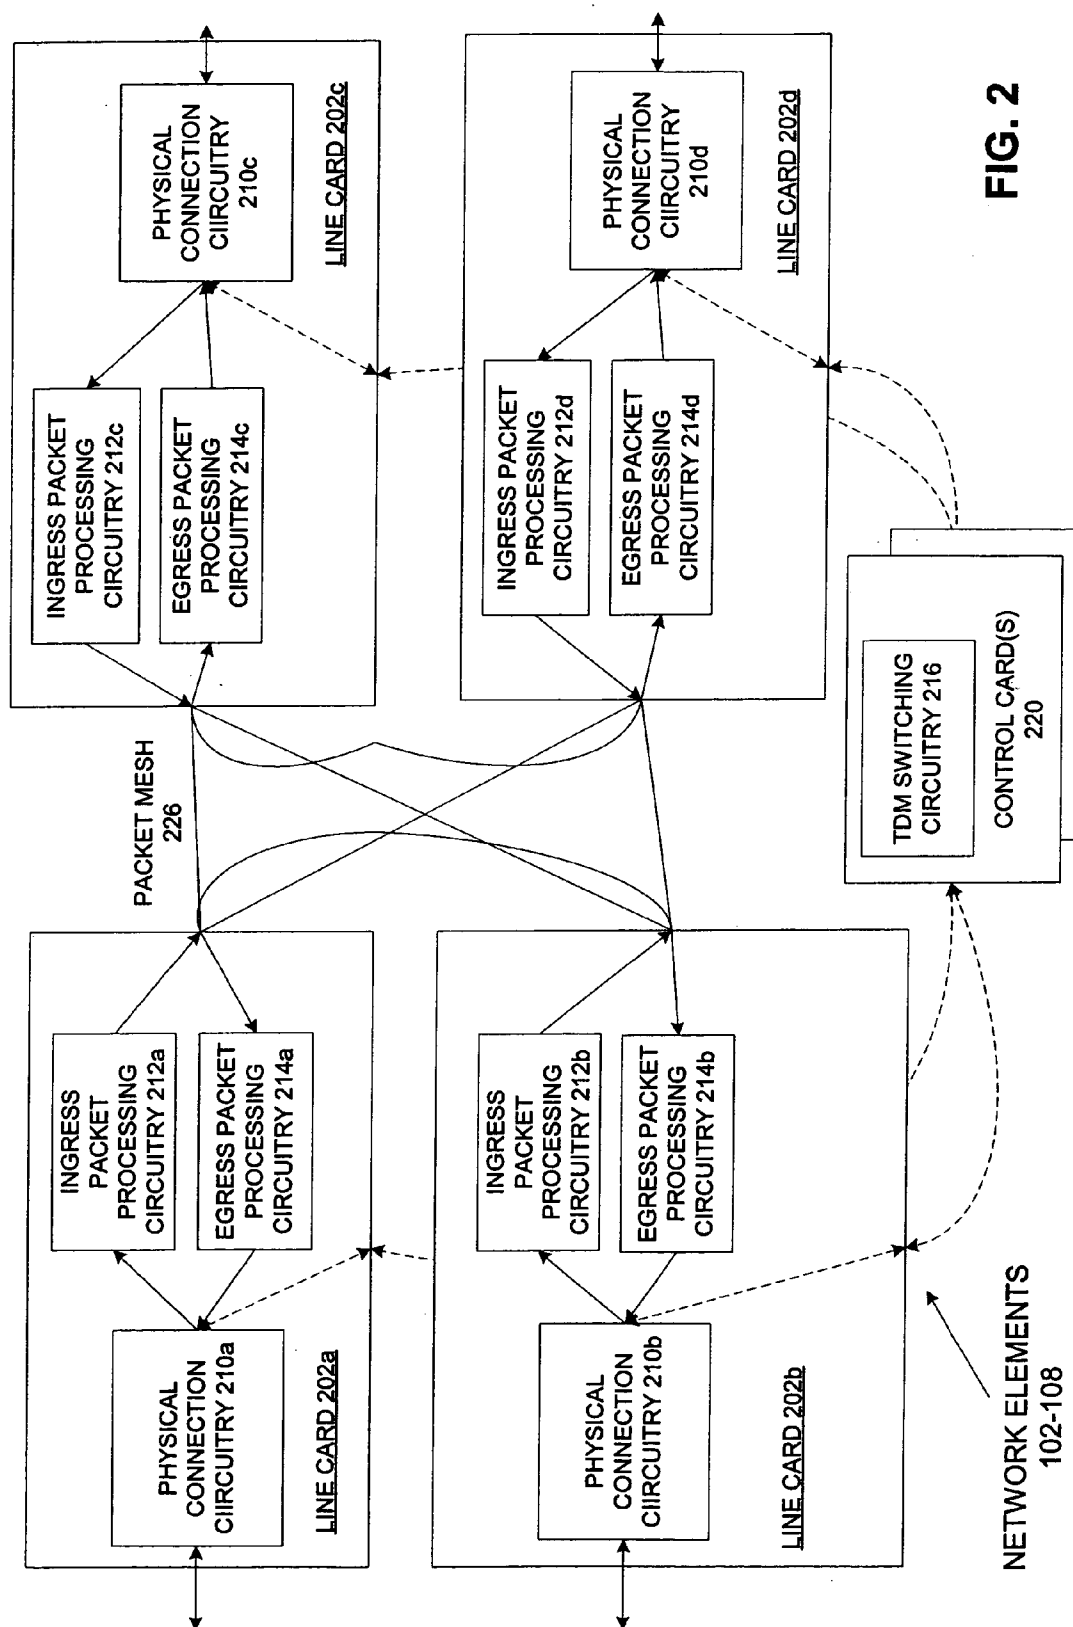 PHYSICAL
CONNECTION
CIIRCUITRY 210a
INGRESS
PACKET
PROCESSING
CIRCUITRY 212a
EGRESS PACKET
PROCESSING
CIRCUITRY 214a
LINE CARD 202a
PACKET MESH
226
INGRESS PACKET
PROCESSING
CIRCUITRY 212c
EGRESS PACKET
PROCESSING
CIRCUITRY 214c
PHYSICAL
CONNECTION
CIIRCUITRY
210c
LINE CARD 202c
PHYSICAL
CONNECTION
CIIRCUITRY 210b
INGRESS
PACKET
PROCESSING
CIRCUITRY 212b
EGRESS PACKET
PROCESSING
CIRCUITRY 214b
LINE CARD 202b
INGRESS PACKET
PROCESSING
CIRCUITRY 212d
EGRESS PACKET
PROCESSING
CIRCUITRY 214d
PHYSICAL
CONNECTION
CIIRCUITRY
210d
LINE CARD 202d
TDM SWITCHING
CIRCUITRY 216
CONTROL CARD(S)
220
NETWORK ELEMENTS
102-108
FIG. 2